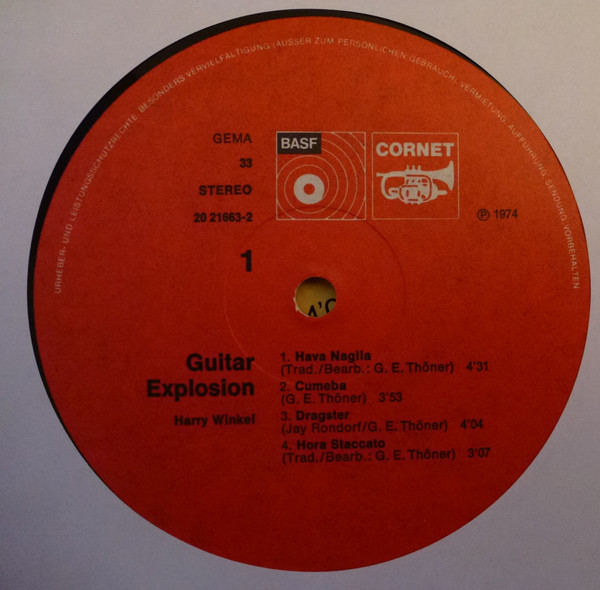 URHEBER- UND LEISTUNGSSCHUTZRECHTE, BESONDERS VERVIELFÄLTIGUNG (AUSSER ZUM PERSÖNLICHEN GEBRAUCH), VERMIETUNG, AUFFÜHRUNG, SENDUNG VORBEHALTEN
GEMA
33
STEREO
20 21663-2
BASF
CORNET
Ⓟ 1974
1
Guitar
Explosion
Harry Winkel
1. Hava Naglia
(Trad./Bearb.: G. E. Thöner) 4'31
2. Cumeba
(G. E. Thöner) 3'53
3. Dragster
(Jay Rondorf/G. E. Thöner) 4'04
4. Hora Staccato
(Trad./Bearb.: G. E. Thöner) 3'07